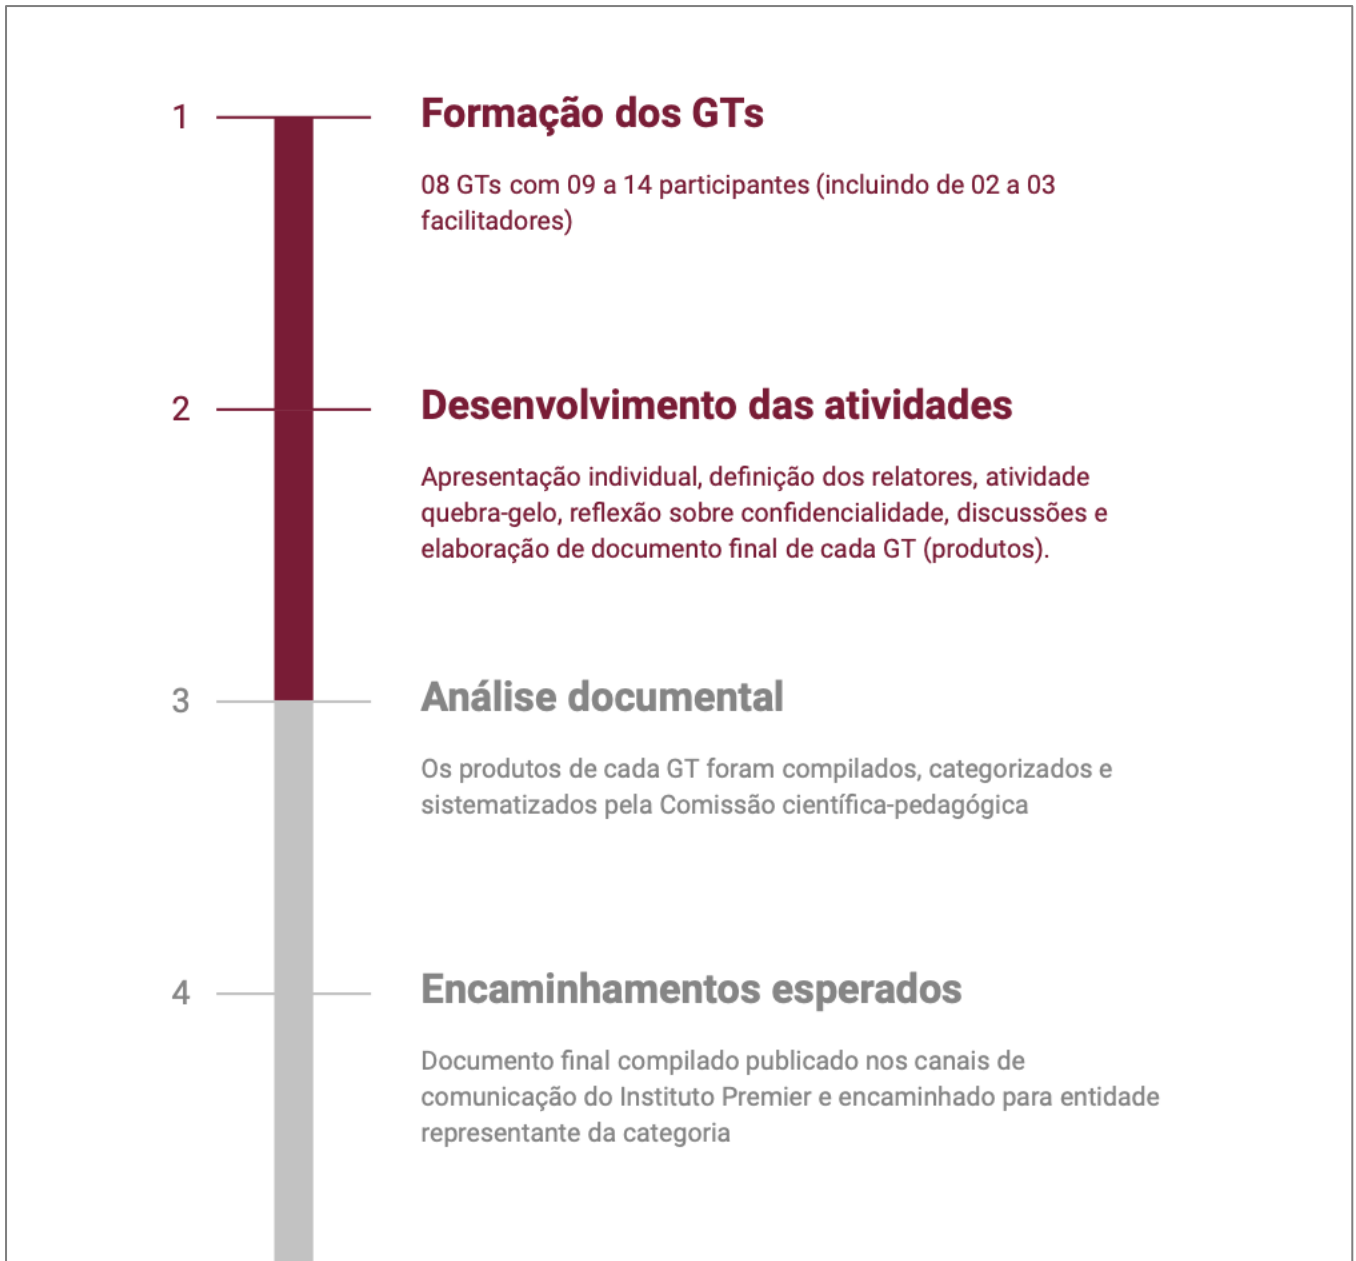 1
Formação dos GTs
08 GTs com 09 a 14 participantes (incluindo de 02 a 03
facilitadores)
2
Desenvolvimento das atividades
Apresentação individual, definição dos relatores, atividade
quebra-gelo, reflexão sobre confidencialidade, discussões e
elaboração de documento final de cada GT (produtos).
3
Análise documental
Os produtos de cada GT foram compilados, categorizados e
sistematizados pela Comissão científica-pedagógica
4
Encaminhamentos esperados
Documento final compilado publicado nos canais de
comunicação do Instituto Premier e encaminhado para entidade
representante da categoria